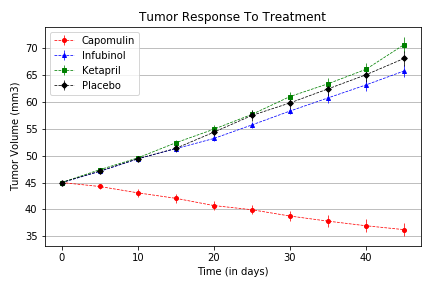 Tumor Response To Treatment
Capomulin
Infubinol
Ketapril
Placebo
Tumor Volume (mm3)
70
65
60
55
50
45
40
35
0 10 20 30 40
Time (in days)